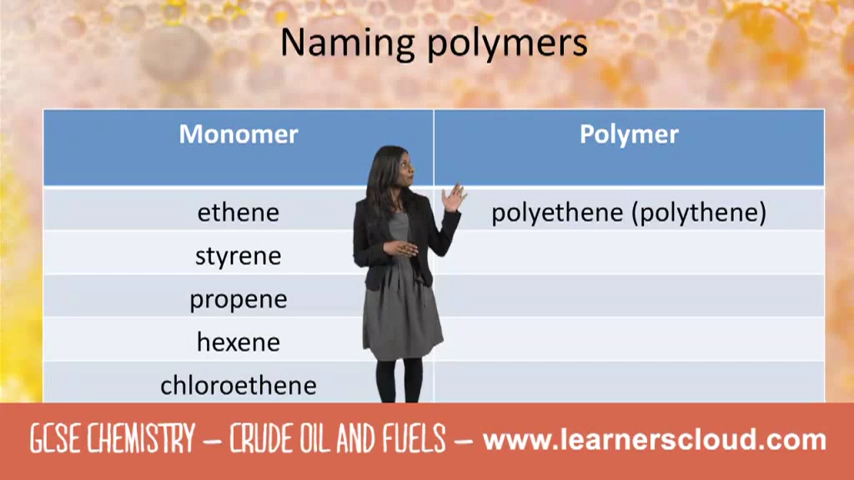 Naming polymers
Monomer Polymer
ethene polyethene (polythene)
styrene
propene
hexene
chloroethene
GCSE CHEMISTRY – CRUDE OIL AND FUELS – www.learnerscloud.com